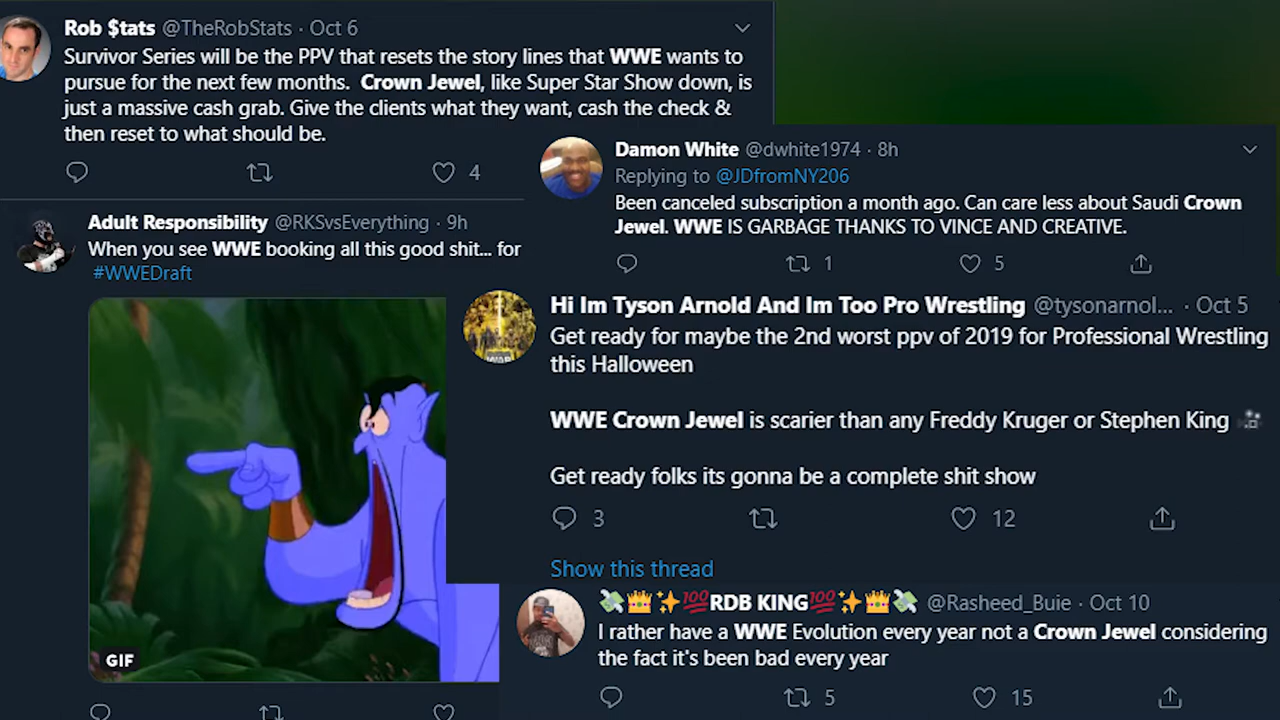 Rob $tats @TheRobStats · Oct 6
Survivor Series will be the PPV that resets the story lines that WWE wants to
pursue for the next few months. Crown Jewel, like Super Star Show down, is
just a massive cash grab. Give the clients what they want, cash the check &
then reset to what should be.
4
Damon White @dwhite1974 · 8h
Replying to @JDfromNY206
Been canceled subscription a month ago. Can care less about Saudi Crown
Jewel. WWE IS GARBAGE THANKS TO VINCE AND CREATIVE.
1 5
Adult Responsibility @RKSvsEverything · 9h
When you see WWE booking all this good shit... for
#WWEDraft
GIF
Hi Im Tyson Arnold And Im Too Pro Wrestling @tysonarnol... · Oct 5
Get ready for maybe the 2nd worst ppv of 2019 for Professional Wrestling
this Halloween
WWE Crown Jewel is scarier than any Freddy Kruger or Stephen King
Get ready folks its gonna be a complete shit show
3 12
Show this thread
💸👑✨💯RDB KING💯✨👑💸 @Rasheed_Buie · Oct 10
I rather have a WWE Evolution every year not a Crown Jewel considering
the fact it's been bad every year
5 15